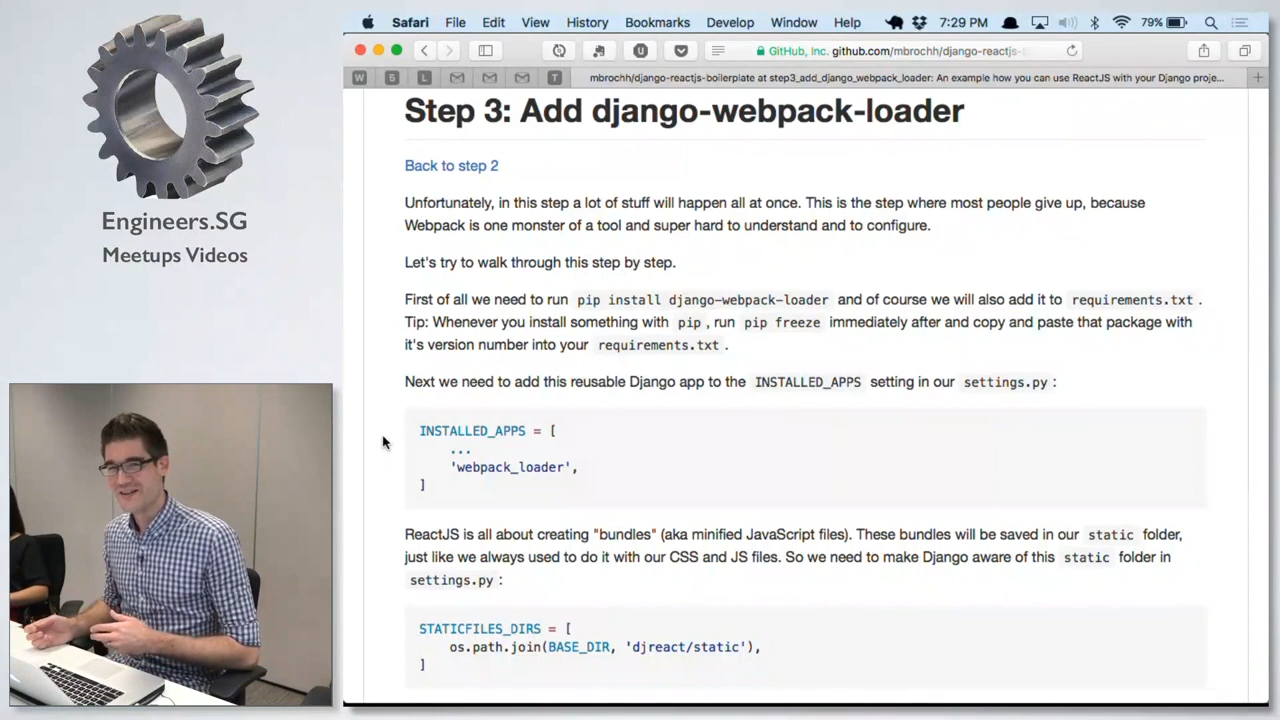 Engineers.SG
Meetups Videos
Safari File Edit View History Bookmarks Develop Window Help 7:29 PM 79%
GitHub, Inc. github.com/mbrochh/django-reactjs-
W 5 L T mbrochh/django-reactjs-boilerplate at step3_add_django_webpack_loader: An example how you can use ReactJS with your Django proje...
Step 3: Add django-webpack-loader
Back to step 2
Unfortunately, in this step a lot of stuff will happen all at once. This is the step where most people give up, because
Webpack is one monster of a tool and super hard to understand and to configure.
Let's try to walk through this step by step.
First of all we need to run pip install django-webpack-loader and of course we will also add it to requirements.txt .
Tip: Whenever you install something with pip , run pip freeze immediately after and copy and paste that package with
it's version number into your requirements.txt .
Next we need to add this reusable Django app to the INSTALLED_APPS setting in our settings.py :
INSTALLED_APPS = [
...
'webpack_loader',
]
ReactJS is all about creating "bundles" (aka minified JavaScript files). These bundles will be saved in our static folder,
just like we always used to do it with our CSS and JS files. So we need to make Django aware of this static folder in
settings.py :
STATICFILES_DIRS = [
os.path.join(BASE_DIR, 'djreact/static'),
]